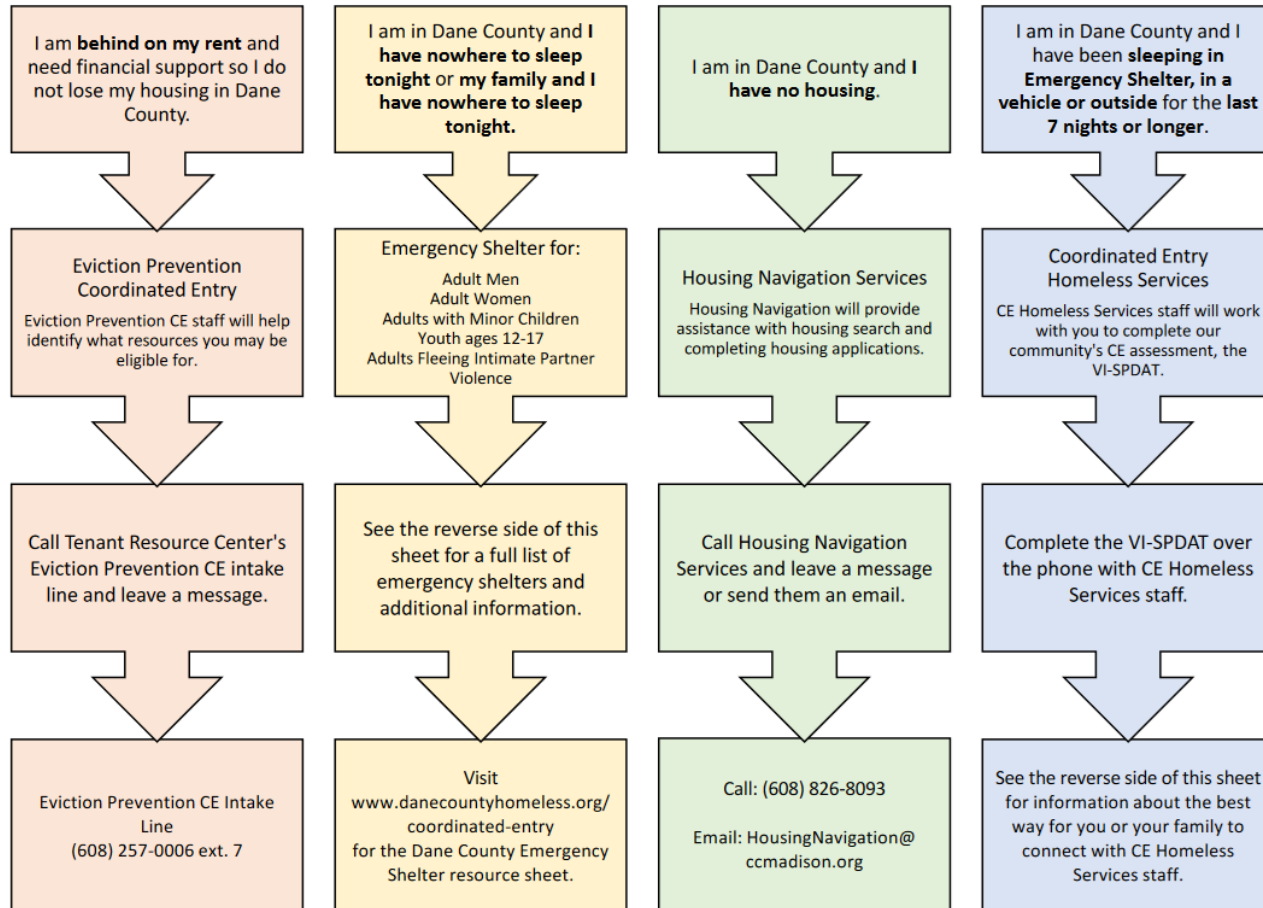 I am behind on my rent and
need financial support so I do
not lose my housing in Dane
County.
Eviction Prevention
Coordinated Entry
Eviction Prevention CE staff will help
identify what resources you may be
eligible for.
Call Tenant Resource Center's
Eviction Prevention CE intake
line and leave a message.
Eviction Prevention CE Intake
Line
(608) 257-0006 ext. 7
I am in Dane County and I
have nowhere to sleep
tonight or my family and I
have nowhere to sleep
tonight.
Emergency Shelter for:
Adult Men
Adult Women
Adults with Minor Children
Youth ages 12-17
Adults Fleeing Intimate Partner
Violence
See the reverse side of this
sheet for a full list of
emergency shelters and
additional information.
Visit
www.danecountyhomeless.org/
coordinated-entry
for the Dane County Emergency
Shelter resource sheet.
I am in Dane County and I
have no housing.
Housing Navigation Services
Housing Navigation will provide
assistance with housing search and
completing housing applications.
Call Housing Navigation
Services and leave a message
or send them an email.
Call: (608) 826-8093
Email: HousingNavigation@
ccmadison.org
I am in Dane County and I
have been sleeping in
Emergency Shelter, in a
vehicle or outside for the last
7 nights or longer.
Coordinated Entry
Homeless Services
CE Homeless Services staff will work
with you to complete our
community's CE assessment, the
VI-SPDAT.
Complete the VI-SPDAT over
the phone with CE Homeless
Services staff.
See the reverse side of this sheet
for information about the best
way for you or your family to
connect with CE Homeless
Services staff.